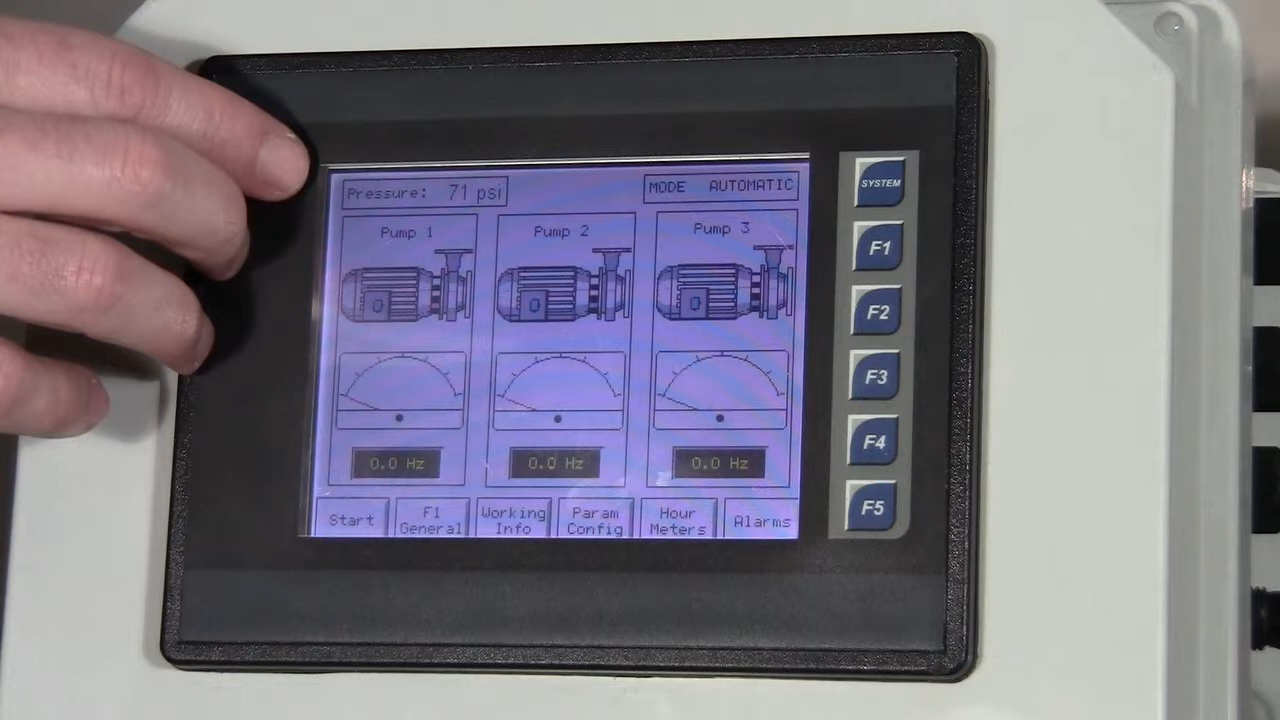 Pressure: 71 psi
MODE AUTOMATIC
Pump 1
Pump 2
Pump 3
0.0 Hz
0.0 Hz
0.0 Hz
Start
F1
General
Working
Info
Param
Config
Hour
Meters
Alarms
SYSTEM
F1
F2
F3
F4
F5